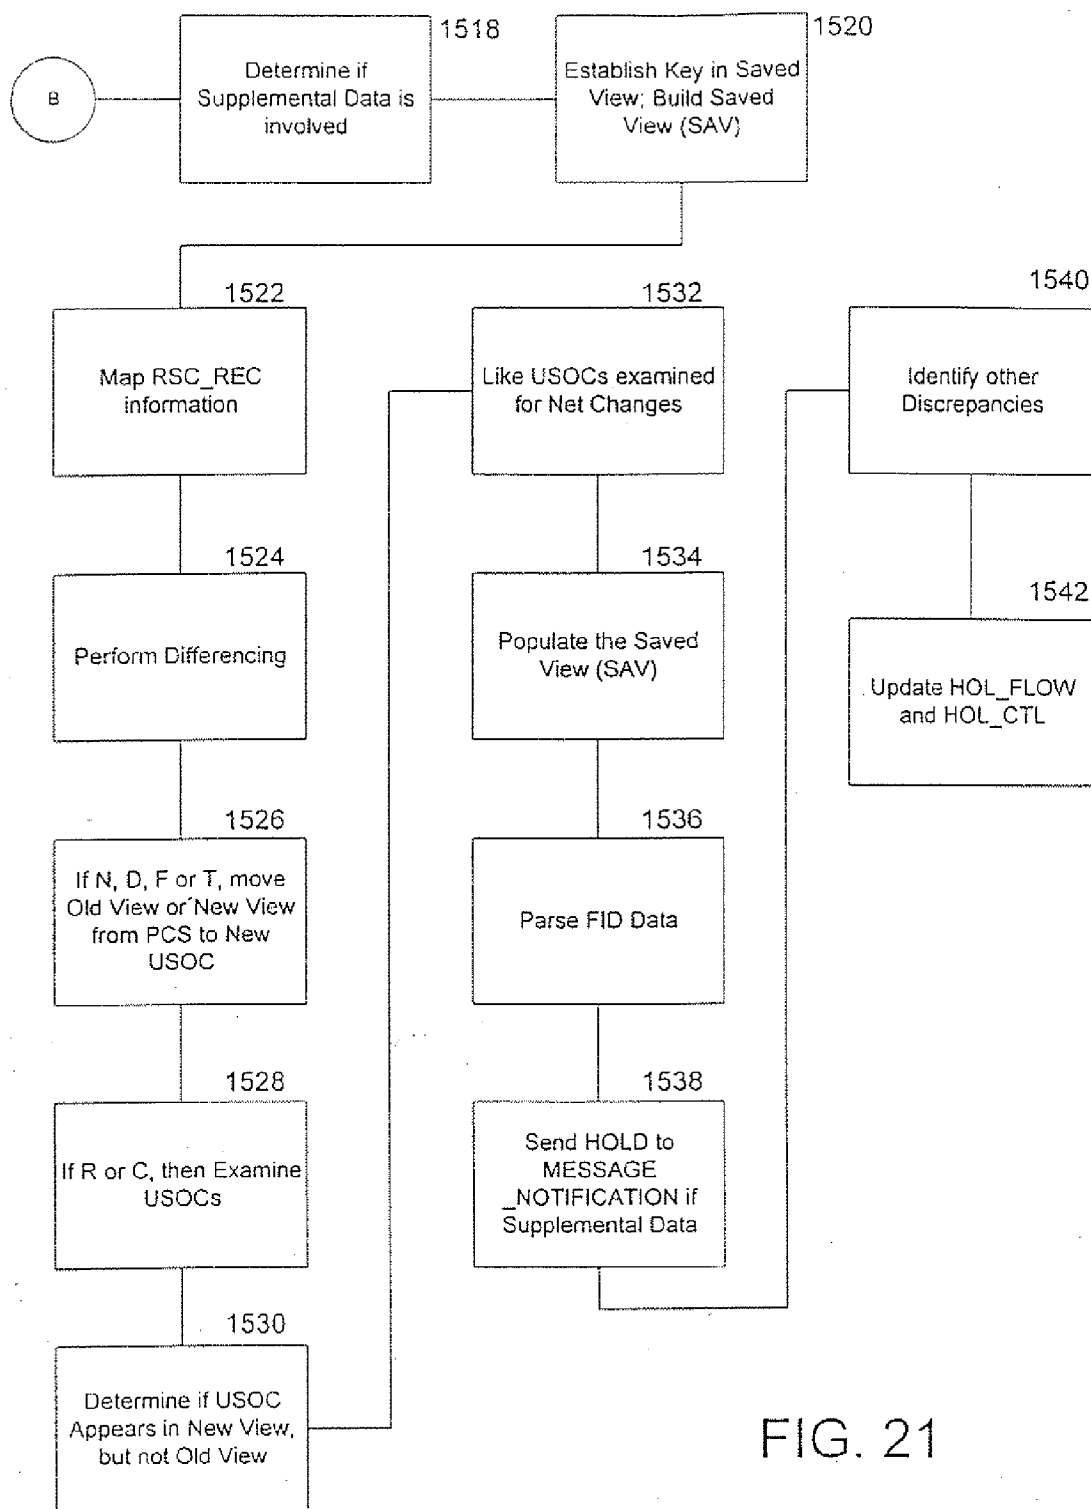 B
1518
Determine if
Supplemental Data is
involved
1520
Establish Key in Saved
View; Build Saved
View (SAV)
1522
Map RSC_REC
information
1524
Perform Differencing
1526
If N, D, F or T, move
Old View or New View
from PCS to New
USOC
1528
If R or C, then Examine
USOCs
1530
Determine if USOC
Appears in New View,
but not Old View
1532
Like USOCs examined
for Net Changes
1534
Populate the Saved
View (SAV)
1536
Parse FID Data
1538
Send HOLD to
MESSAGE
_NOTIFICATION if
Supplemental Data
1540
Identify other
Discrepancies
1542
Update HOL_FLOW
and HOL_CTL
FIG. 21